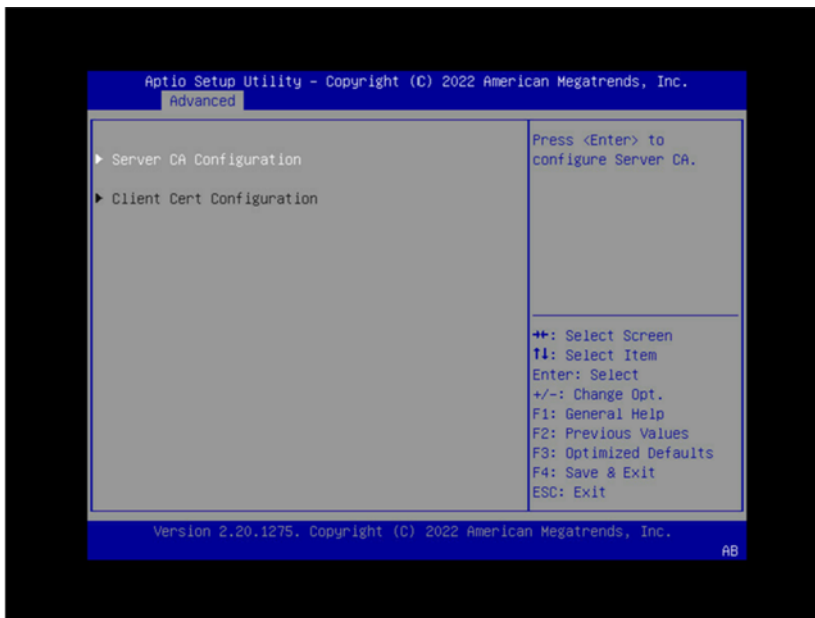 Aptio Setup Utility – Copyright (C) 2022 American Megatrends, Inc.
Advanced
▶ Server CA Configuration
▶ Client Cert Configuration
Press <Enter> to
configure Server CA.
→←: Select Screen
↑↓: Select Item
Enter: Select
+/-: Change Opt.
F1: General Help
F2: Previous Values
F3: Optimized Defaults
F4: Save & Exit
ESC: Exit
Version 2.20.1275. Copyright (C) 2022 American Megatrends, Inc.
AB